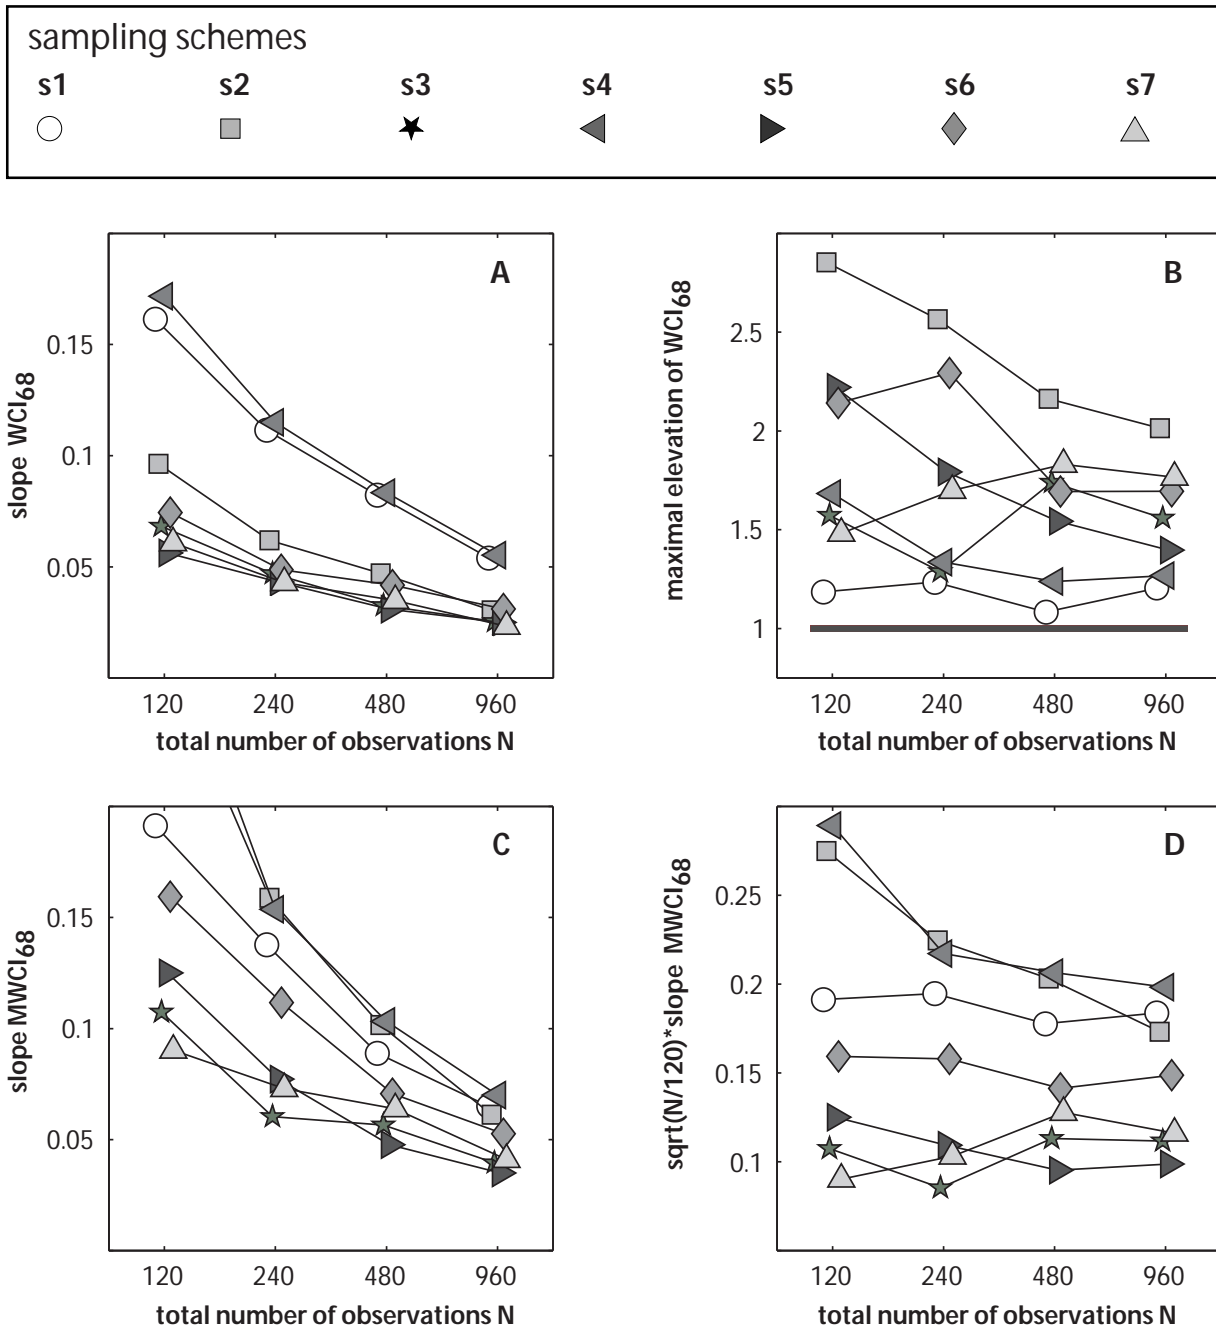 sampling schemes
s1 s2 s3 s4 s5 s6 s7
A
slope WCI68
0.15
0.1
0.05
120 240 480 960
total number of observations N
B
maximal elevation of WCI68
2.5
2
1.5
1
120 240 480 960
total number of observations N
C
slope MWCI68
0.15
0.1
0.05
120 240 480 960
total number of observations N
D
sqrt(N/120)*slope MWCI68
0.25
0.2
0.15
0.1
120 240 480 960
total number of observations N